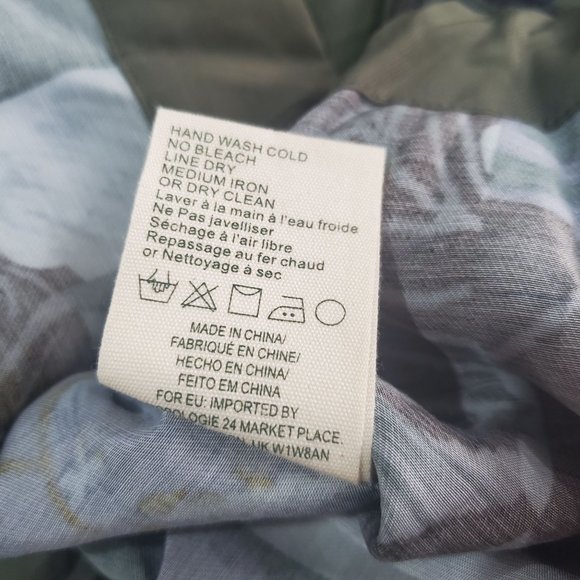 HAND WASH COLD
NO BLEACH
LINE DRY
MEDIUM IRON
OR DRY CLEAN
Laver à la main à l'eau froide
Ne Pas javelliser
Séchage à l'air libre
Repassage au fer chaud
or Nettoyage à sec
MADE IN CHINA/
FABRIQUÉ EN CHINE/
HECHO EN CHINA/
FEITO EM CHINA
FOR EU: IMPORTED BY
24 MARKET PLACE,
W1W8AN